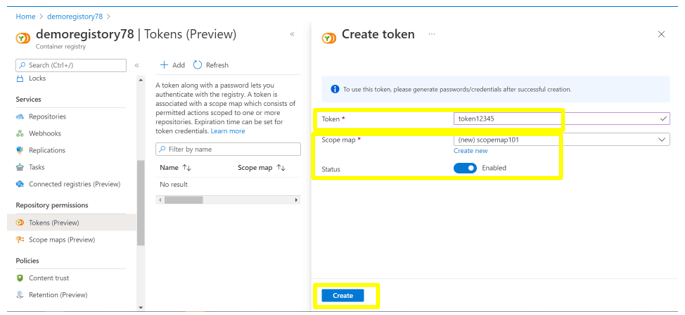 Home > demoregistory78 >
demoregistory78 | Tokens (Preview)
Container registry
Search (Ctrl+/)
Locks
Services
Repositories
Webhooks
Replications
Tasks
Connected registries (Preview)
Repository permissions
Tokens (Preview)
Scope maps (Preview)
Policies
Content trust
Retention (Preview)
Add
Refresh
A token along with a password lets you
authenticate with the registry. A token is
associated with a scope map which consists of
permitted actions scoped to one or more
repositories. Expiration time can be set for
token credentials. Learn more
Filter by name
Name ↑↓ Scope map ↑↓
No result
Create token
To use this token, please generate passwords/credentials after successful creation.
Token * token12345
Scope map * (new) scopemap101
Create new
Status Enabled
Create